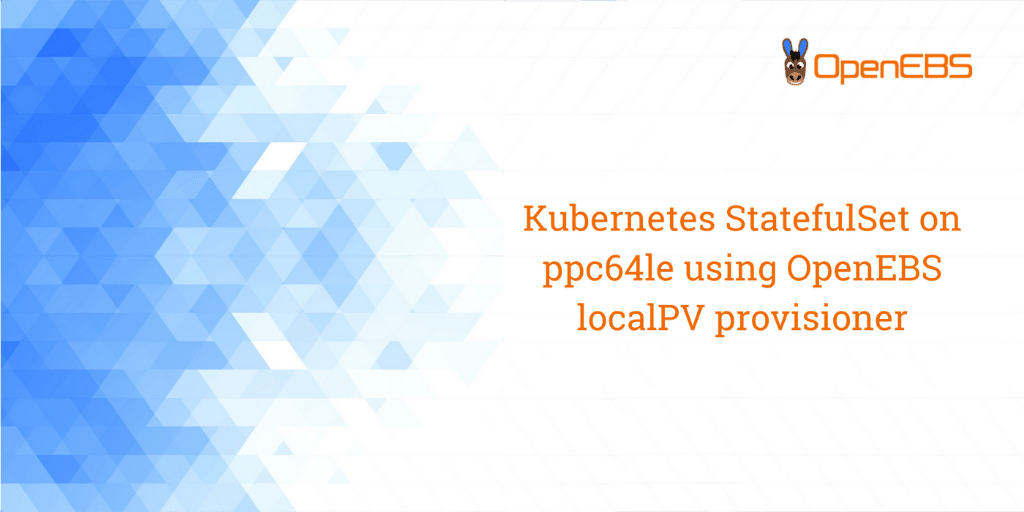 OpenEBS
Kubernetes StatefulSet on
ppc64le using OpenEBS
localPV provisioner